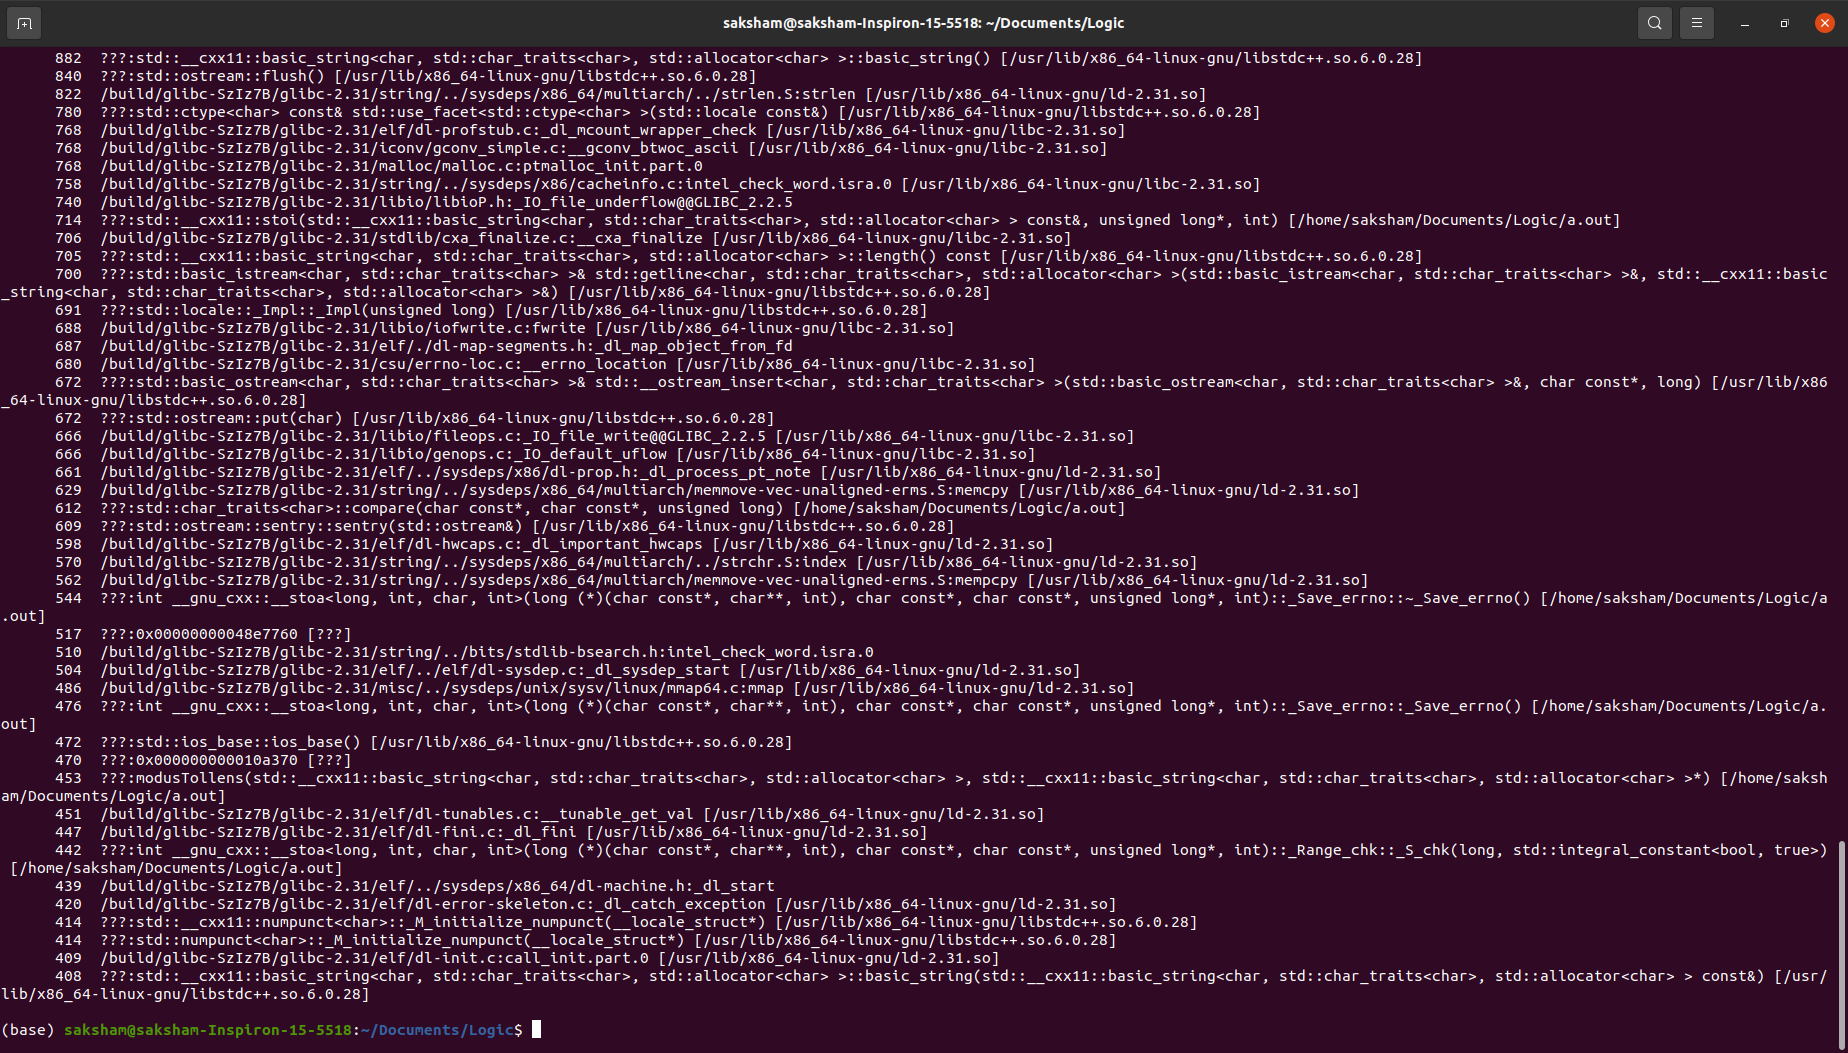 saksham@saksham-Inspiron-15-5518: ~/Documents/Logic
882 ???:std::__cxx11::basic_string<char, std::char_traits<char>, std::allocator<char> >::basic_string() [/usr/lib/x86_64-linux-gnu/libstdc++.so.6.0.28]
840 ???:std::ostream::flush() [/usr/lib/x86_64-linux-gnu/libstdc++.so.6.0.28]
822 /build/glibc-SzIz7B/glibc-2.31/string/../sysdeps/x86_64/multiarch/../strlen.S:strlen [/usr/lib/x86_64-linux-gnu/ld-2.31.so]
780 ???:std::ctype<char> const& std::use_facet<std::ctype<char> >(std::locale const&) [/usr/lib/x86_64-linux-gnu/libstdc++.so.6.0.28]
768 /build/glibc-SzIz7B/glibc-2.31/elf/dl-profstub.c:_dl_mcount_wrapper_check [/usr/lib/x86_64-linux-gnu/libc-2.31.so]
768 /build/glibc-SzIz7B/glibc-2.31/iconv/gconv_simple.c:__gconv_btwoc_ascii [/usr/lib/x86_64-linux-gnu/libc-2.31.so]
768 /build/glibc-SzIz7B/glibc-2.31/malloc/malloc.c:ptmalloc_init.part.0
758 /build/glibc-SzIz7B/glibc-2.31/string/../sysdeps/x86/cacheinfo.c:intel_check_word.isra.0 [/usr/lib/x86_64-linux-gnu/libc-2.31.so]
740 /build/glibc-SzIz7B/glibc-2.31/libio/libioP.h:_IO_file_underflow@@GLIBC_2.2.5
714 ???:std::__cxx11::stoi(std::__cxx11::basic_string<char, std::char_traits<char>, std::allocator<char> > const&, unsigned long*, int) [/home/saksham/Documents/Logic/a.out]
706 /build/glibc-SzIz7B/glibc-2.31/stdlib/cxa_finalize.c:__cxa_finalize [/usr/lib/x86_64-linux-gnu/libc-2.31.so]
705 ???:std::__cxx11::basic_string<char, std::char_traits<char>, std::allocator<char> >::length() const [/usr/lib/x86_64-linux-gnu/libstdc++.so.6.0.28]
700 ???:std::basic_istream<char, std::char_traits<char> >& std::getline<char, std::char_traits<char>, std::allocator<char> >(std::basic_istream<char, std::char_traits<char> >&, std::__cxx11::basic
_string<char, std::char_traits<char>, std::allocator<char> >&) [/usr/lib/x86_64-linux-gnu/libstdc++.so.6.0.28]
691 ???:std::locale::_Impl::_Impl(unsigned long) [/usr/lib/x86_64-linux-gnu/libstdc++.so.6.0.28]
688 /build/glibc-SzIz7B/glibc-2.31/libio/iofwrite.c:fwrite [/usr/lib/x86_64-linux-gnu/libc-2.31.so]
687 /build/glibc-SzIz7B/glibc-2.31/elf/./dl-map-segments.h:_dl_map_object_from_fd
680 /build/glibc-SzIz7B/glibc-2.31/csu/errno-loc.c:__errno_location [/usr/lib/x86_64-linux-gnu/libc-2.31.so]
672 ???:std::basic_ostream<char, std::char_traits<char> >& std::__ostream_insert<char, std::char_traits<char> >(std::basic_ostream<char, std::char_traits<char> >&, char const*, long) [/usr/lib/x86
_64-linux-gnu/libstdc++.so.6.0.28]
672 ???:std::ostream::put(char) [/usr/lib/x86_64-linux-gnu/libstdc++.so.6.0.28]
666 /build/glibc-SzIz7B/glibc-2.31/libio/fileops.c:_IO_file_write@@GLIBC_2.2.5 [/usr/lib/x86_64-linux-gnu/libc-2.31.so]
666 /build/glibc-SzIz7B/glibc-2.31/libio/genops.c:_IO_default_uflow [/usr/lib/x86_64-linux-gnu/libc-2.31.so]
661 /build/glibc-SzIz7B/glibc-2.31/elf/../sysdeps/x86/dl-prop.h:_dl_process_pt_note [/usr/lib/x86_64-linux-gnu/ld-2.31.so]
629 /build/glibc-SzIz7B/glibc-2.31/string/../sysdeps/x86_64/multiarch/memmove-vec-unaligned-erms.S:memcpy [/usr/lib/x86_64-linux-gnu/ld-2.31.so]
612 ???:std::char_traits<char>::compare(char const*, char const*, unsigned long) [/home/saksham/Documents/Logic/a.out]
609 ???:std::ostream::sentry::sentry(std::ostream&) [/usr/lib/x86_64-linux-gnu/libstdc++.so.6.0.28]
598 /build/glibc-SzIz7B/glibc-2.31/elf/dl-hwcaps.c:_dl_important_hwcaps [/usr/lib/x86_64-linux-gnu/ld-2.31.so]
570 /build/glibc-SzIz7B/glibc-2.31/string/../sysdeps/x86_64/multiarch/../strchr.S:index [/usr/lib/x86_64-linux-gnu/ld-2.31.so]
562 /build/glibc-SzIz7B/glibc-2.31/string/../sysdeps/x86_64/multiarch/memmove-vec-unaligned-erms.S:mempcpy [/usr/lib/x86_64-linux-gnu/ld-2.31.so]
544 ???:int __gnu_cxx::__stoa<long, int, char, int>(long (*)(char const*, char**, int), char const*, char const*, unsigned long*, int)::_Save_errno::~_Save_errno() [/home/saksham/Documents/Logic/a
.out]
517 ???:0x00000000048e7760 [???]
510 /build/glibc-SzIz7B/glibc-2.31/string/../bits/stdlib-bsearch.h:intel_check_word.isra.0
504 /build/glibc-SzIz7B/glibc-2.31/elf/../elf/dl-sysdep.c:_dl_sysdep_start [/usr/lib/x86_64-linux-gnu/ld-2.31.so]
486 /build/glibc-SzIz7B/glibc-2.31/misc/../sysdeps/unix/sysv/linux/mmap64.c:mmap [/usr/lib/x86_64-linux-gnu/ld-2.31.so]
476 ???:int __gnu_cxx::__stoa<long, int, char, int>(long (*)(char const*, char**, int), char const*, char const*, unsigned long*, int)::_Save_errno::_Save_errno() [/home/saksham/Documents/Logic/a.
out]
472 ???:std::ios_base::ios_base() [/usr/lib/x86_64-linux-gnu/libstdc++.so.6.0.28]
470 ???:0x000000000010a370 [???]
453 ???:modusTollens(std::__cxx11::basic_string<char, std::char_traits<char>, std::allocator<char> >, std::__cxx11::basic_string<char, std::char_traits<char>, std::allocator<char> >*) [/home/saksh
am/Documents/Logic/a.out]
451 /build/glibc-SzIz7B/glibc-2.31/elf/dl-tunables.c:__tunable_get_val [/usr/lib/x86_64-linux-gnu/ld-2.31.so]
447 /build/glibc-SzIz7B/glibc-2.31/elf/dl-fini.c:_dl_fini [/usr/lib/x86_64-linux-gnu/ld-2.31.so]
442 ???:int __gnu_cxx::__stoa<long, int, char, int>(long (*)(char const*, char**, int), char const*, char const*, unsigned long*, int)::_Range_chk::_S_chk(long, std::integral_constant<bool, true>)
[/home/saksham/Documents/Logic/a.out]
439 /build/glibc-SzIz7B/glibc-2.31/elf/../sysdeps/x86_64/dl-machine.h:_dl_start
420 /build/glibc-SzIz7B/glibc-2.31/elf/dl-error-skeleton.c:_dl_catch_exception [/usr/lib/x86_64-linux-gnu/ld-2.31.so]
414 ???:std::__cxx11::numpunct<char>::_M_initialize_numpunct(__locale_struct*) [/usr/lib/x86_64-linux-gnu/libstdc++.so.6.0.28]
414 ???:std::numpunct<char>::_M_initialize_numpunct(__locale_struct*) [/usr/lib/x86_64-linux-gnu/libstdc++.so.6.0.28]
409 /build/glibc-SzIz7B/glibc-2.31/elf/dl-init.c:call_init.part.0 [/usr/lib/x86_64-linux-gnu/ld-2.31.so]
408 ???:std::__cxx11::basic_string<char, std::char_traits<char>, std::allocator<char> >::basic_string(std::__cxx11::basic_string<char, std::char_traits<char>, std::allocator<char> > const&) [/usr/
lib/x86_64-linux-gnu/libstdc++.so.6.0.28]
(base) saksham@saksham-Inspiron-15-5518:~/Documents/Logic$